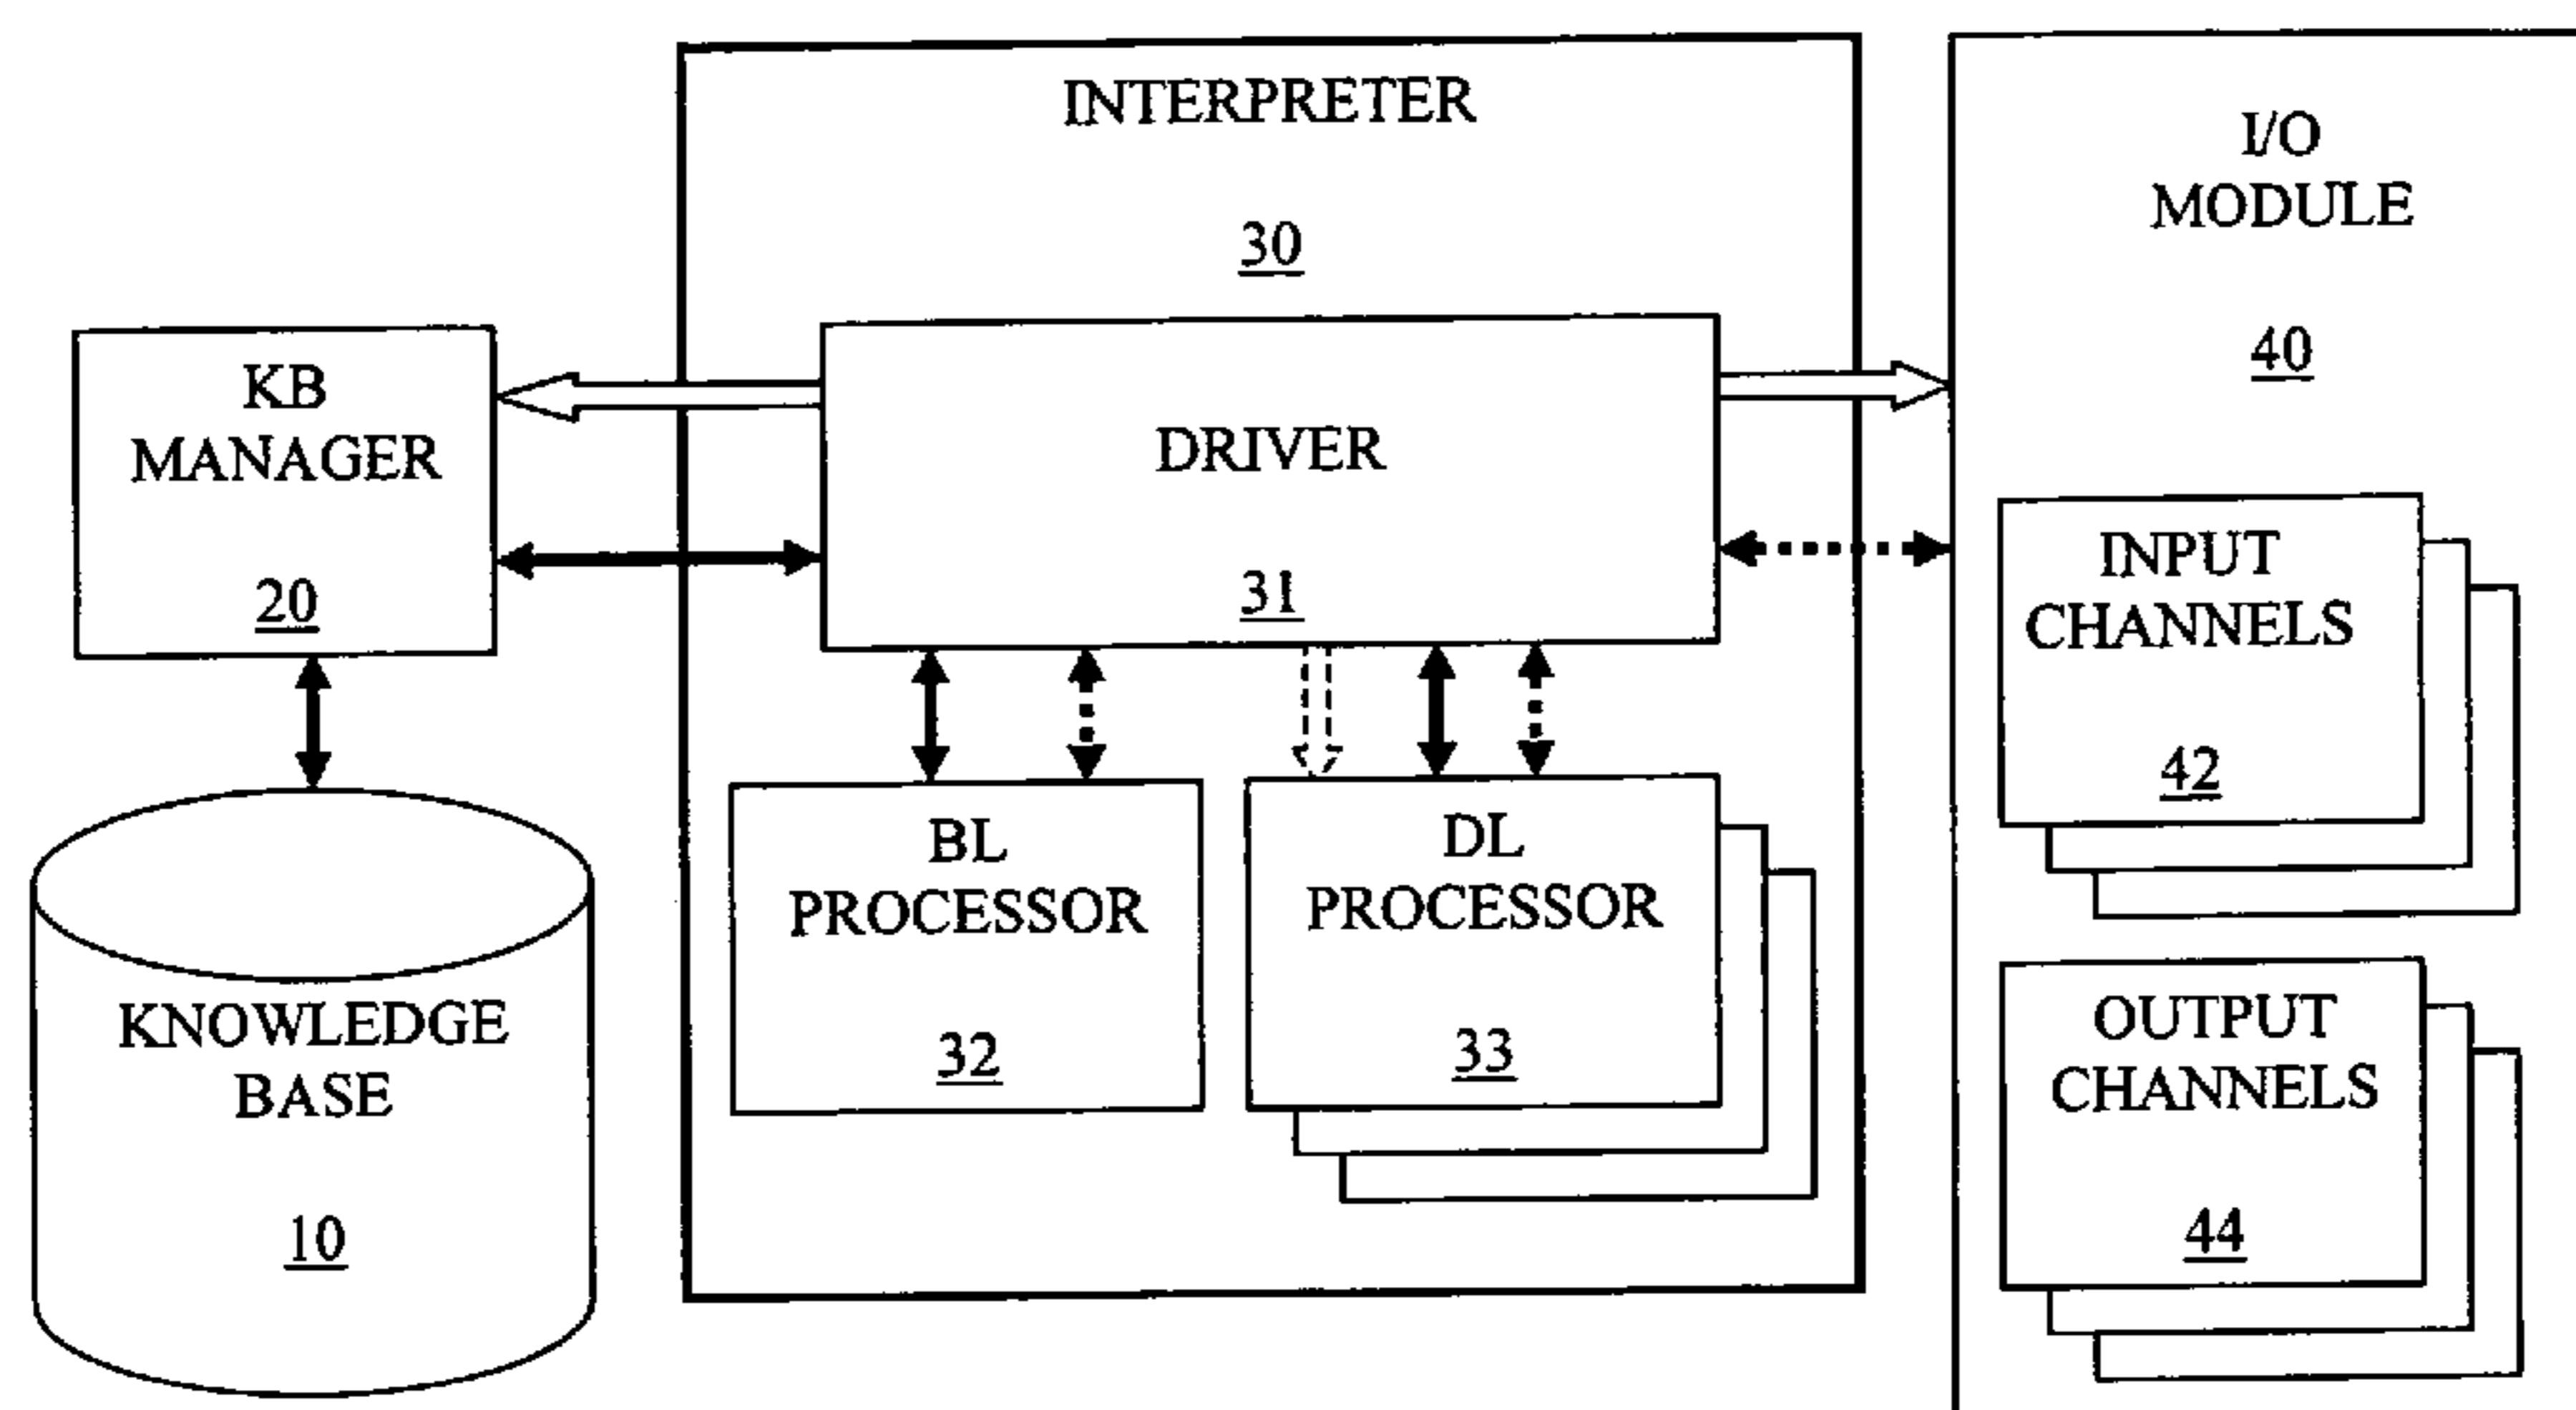 INTERPRETER
30
I/O
MODULE
40
KB
MANAGER
20
DRIVER
31
INPUT
CHANNELS
42
BL
PROCESSOR
32
DL
PROCESSOR
33
KNOWLEDGE
BASE
10
OUTPUT
CHANNELS
44